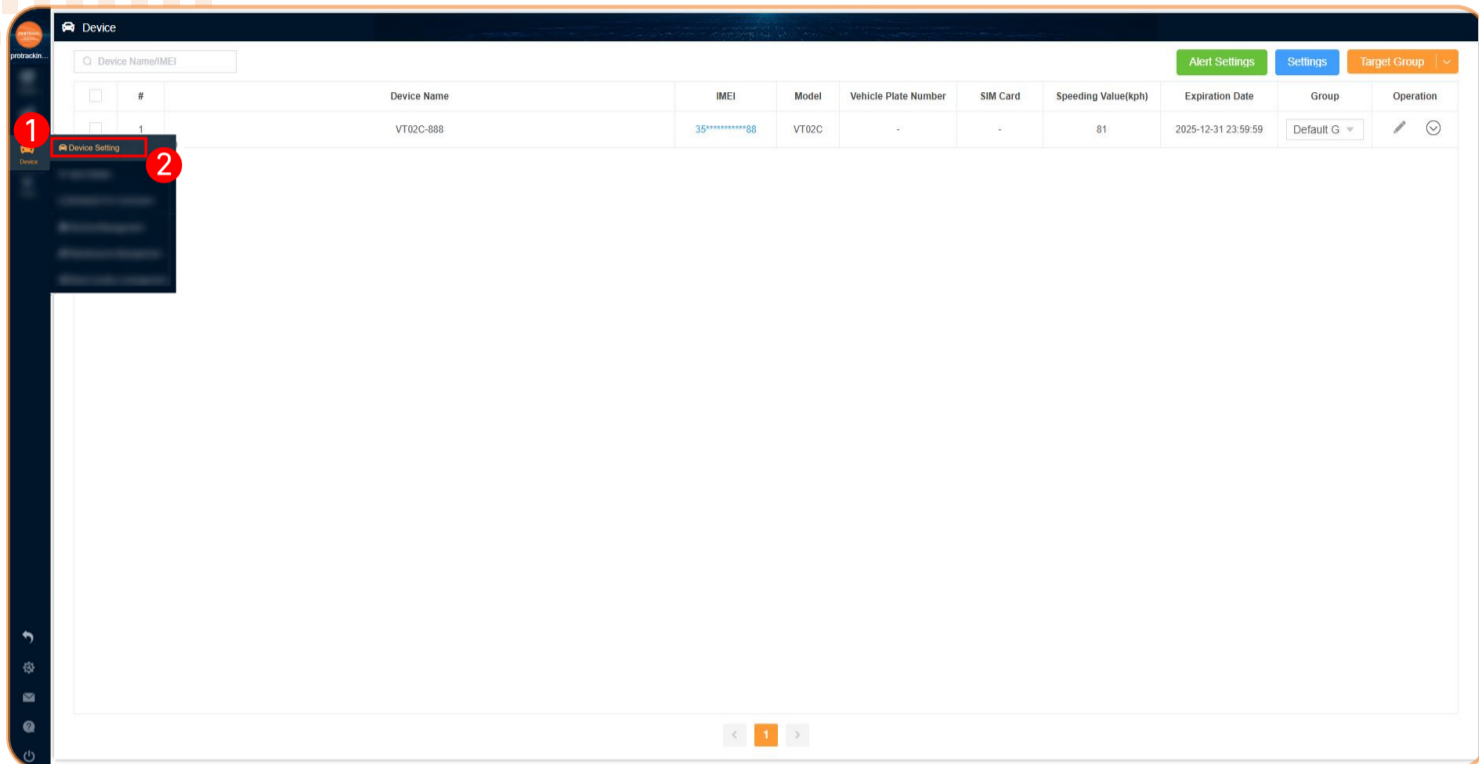 Device
protrackin...
Device Name/IMEI
Alert Settings
Settings
Target Group
# Device Name IMEI Model Vehicle Plate Number SIM Card Speeding Value(kph) Expiration Date Group Operation
1 VT02C-888 35***********88 VT02C - - 81 2025-12-31 23:59:59 Default G
1
Device
Device Setting
2
< 1 >